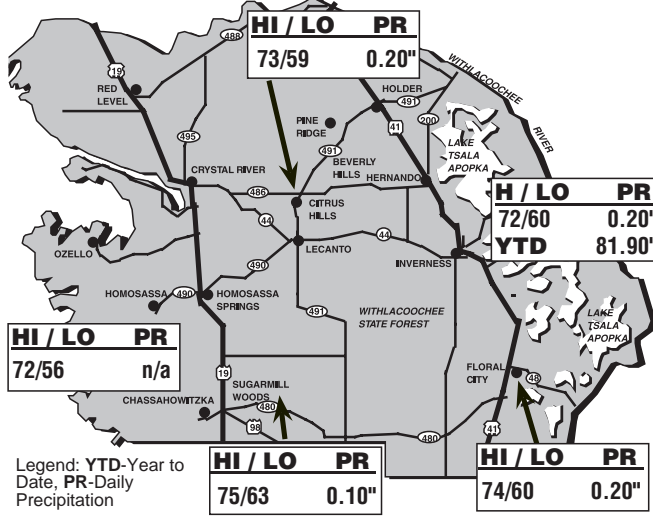 HI / LO PR
73/59 0.20"
488
19
RED
LEVEL
HOLDER
491
WITHLACOOCHEE
RIVER
PINE
RIDGE
41
200
495
491
LAKE
TSALA
APOPKA
BEVERLY
HILLS
CRYSTAL RIVER
HERNANDO
486
CITRUS
HILLS
H / LO PR
72/60 0.20"
YTD 81.90"
44
44
LECANTO
OZELLO
INVERNESS
490
HOMOSASSA
490
HOMOSASSA
SPRINGS
491
WITHLACOOCHEE
STATE FOREST
LAKE
TSALA
APOPKA
HI / LO PR
72/56 n/a
19
FLORAL
CITY
48
SUGARMILL
WOODS
CHASSAHOWITZKA
480
98
41
480
Legend: YTD-Year to
Date, PR-Daily
Precipitation
HI / LO PR
75/63 0.10"
HI / LO PR
74/60 0.20"